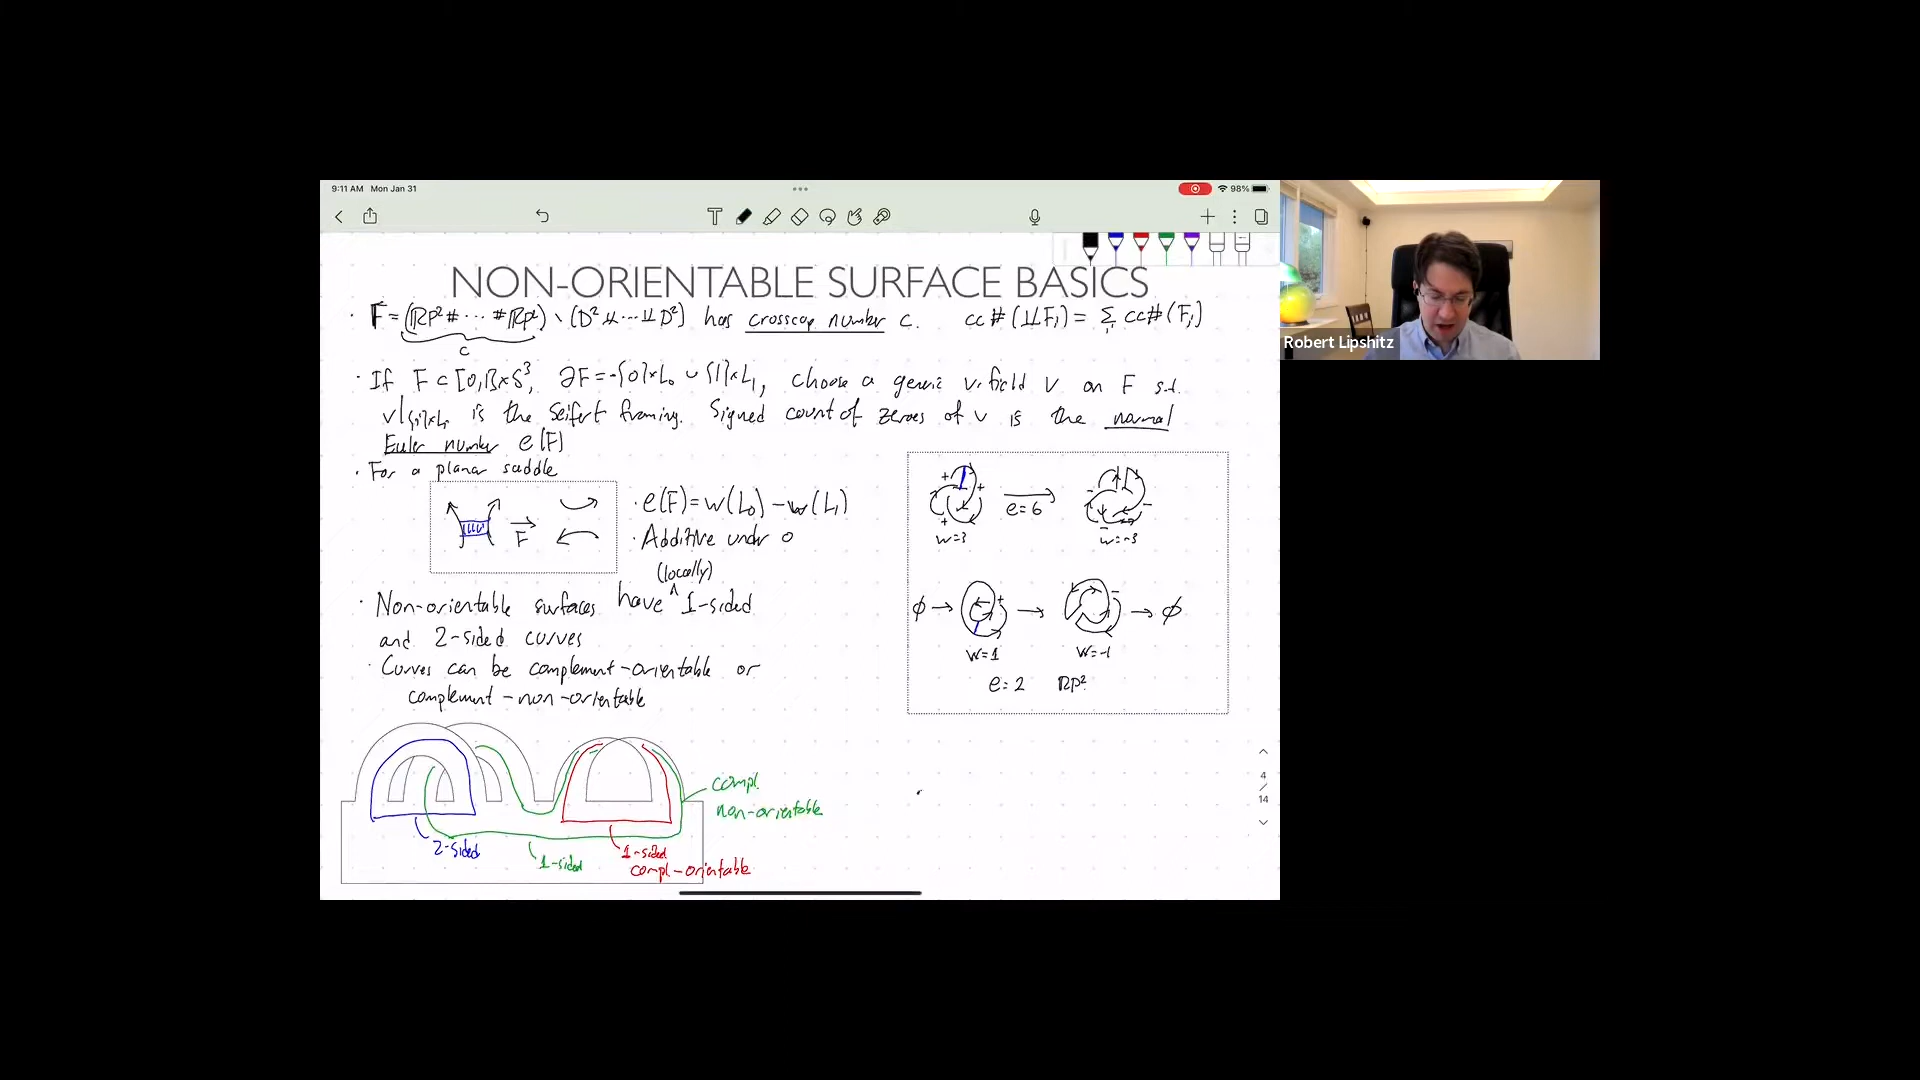 9:11 AM Mon Jan 31
98%
NON-ORIENTABLE SURFACE BASICS
· F = (RP² # ··· # RP²) \ (D² ⨿ ··· ⨿ D²) has crosscap number c. cc#(⨿Fᵢ) = Σᵢ cc#(Fᵢ)
c
· If F ⊂ [0,1]×S³, ∂F = -{0}×L₀ ∪ {1}×L₁, choose a generic v.field v on F s.t.
v|{i}×Lᵢ is the Seifert framing. Signed count of zeroes of v is the normal
Euler number e(F)
· For a planar saddle
F
· e(F) = w(L₀) - w(L₁)
· Additive under ∘
(locally)
· Non-orientable surfaces have ^ 1-sided
and 2-sided curves
· Curves can be complement-orientable or
complement-non-orientable
+ - + - +
e=6
w=3
w=-3
∅ → → → ∅
w=1
w=-1
e=2 RP²
compl.
non-orientable
2-sided
1-sided
1-sided
compl-orientable
4
/
14
Robert Lipshitz